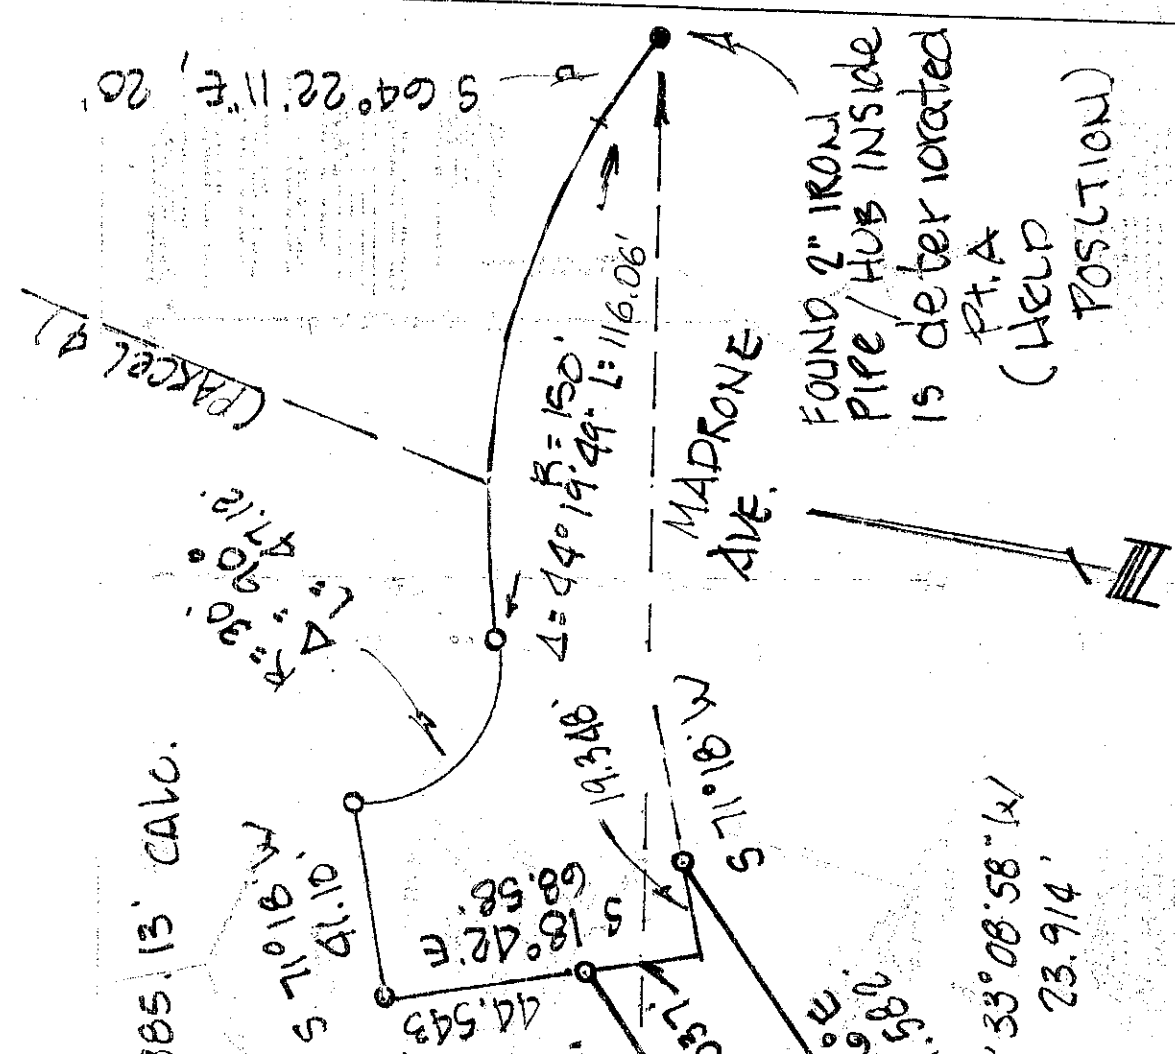 S 64° 22' 11" E, 20'
(PARCEL 4)
R = 30'
Δ = 90°
L = 47.12'
R = 150'
Δ = 44° 19' 49" L = 116.06'
MADRONE
AVE.
FOUND 2" IRON
PIPE / HUB INSIDE
IS deteriorated
Pt. A
(HELD
POSITION)
385.13' CALC.
S 71° 18' W
41.10'
S 18° 42' E
68.58'
44.543
19.348'
S 71° 18' W
037'
33° 08' 58" W
23.914'
N